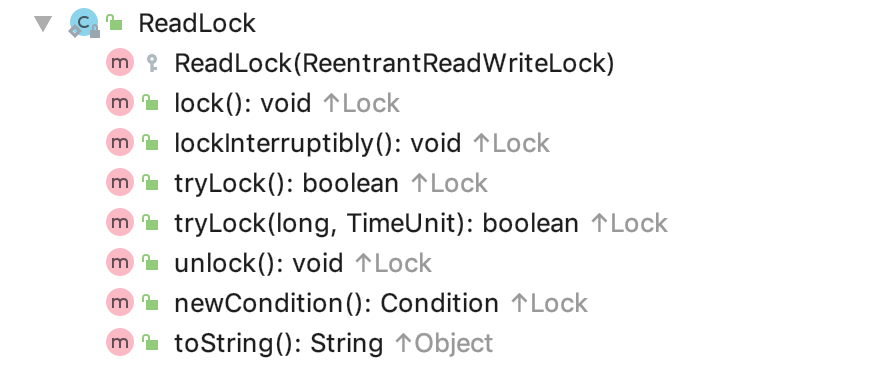 ReadLock
m ReadLock(ReentrantReadWriteLock)
m lock(): void ↑Lock
m lockInterruptibly(): void ↑Lock
m tryLock(): boolean ↑Lock
m tryLock(long, TimeUnit): boolean ↑Lock
m unlock(): void ↑Lock
m newCondition(): Condition ↑Lock
m toString(): String ↑Object